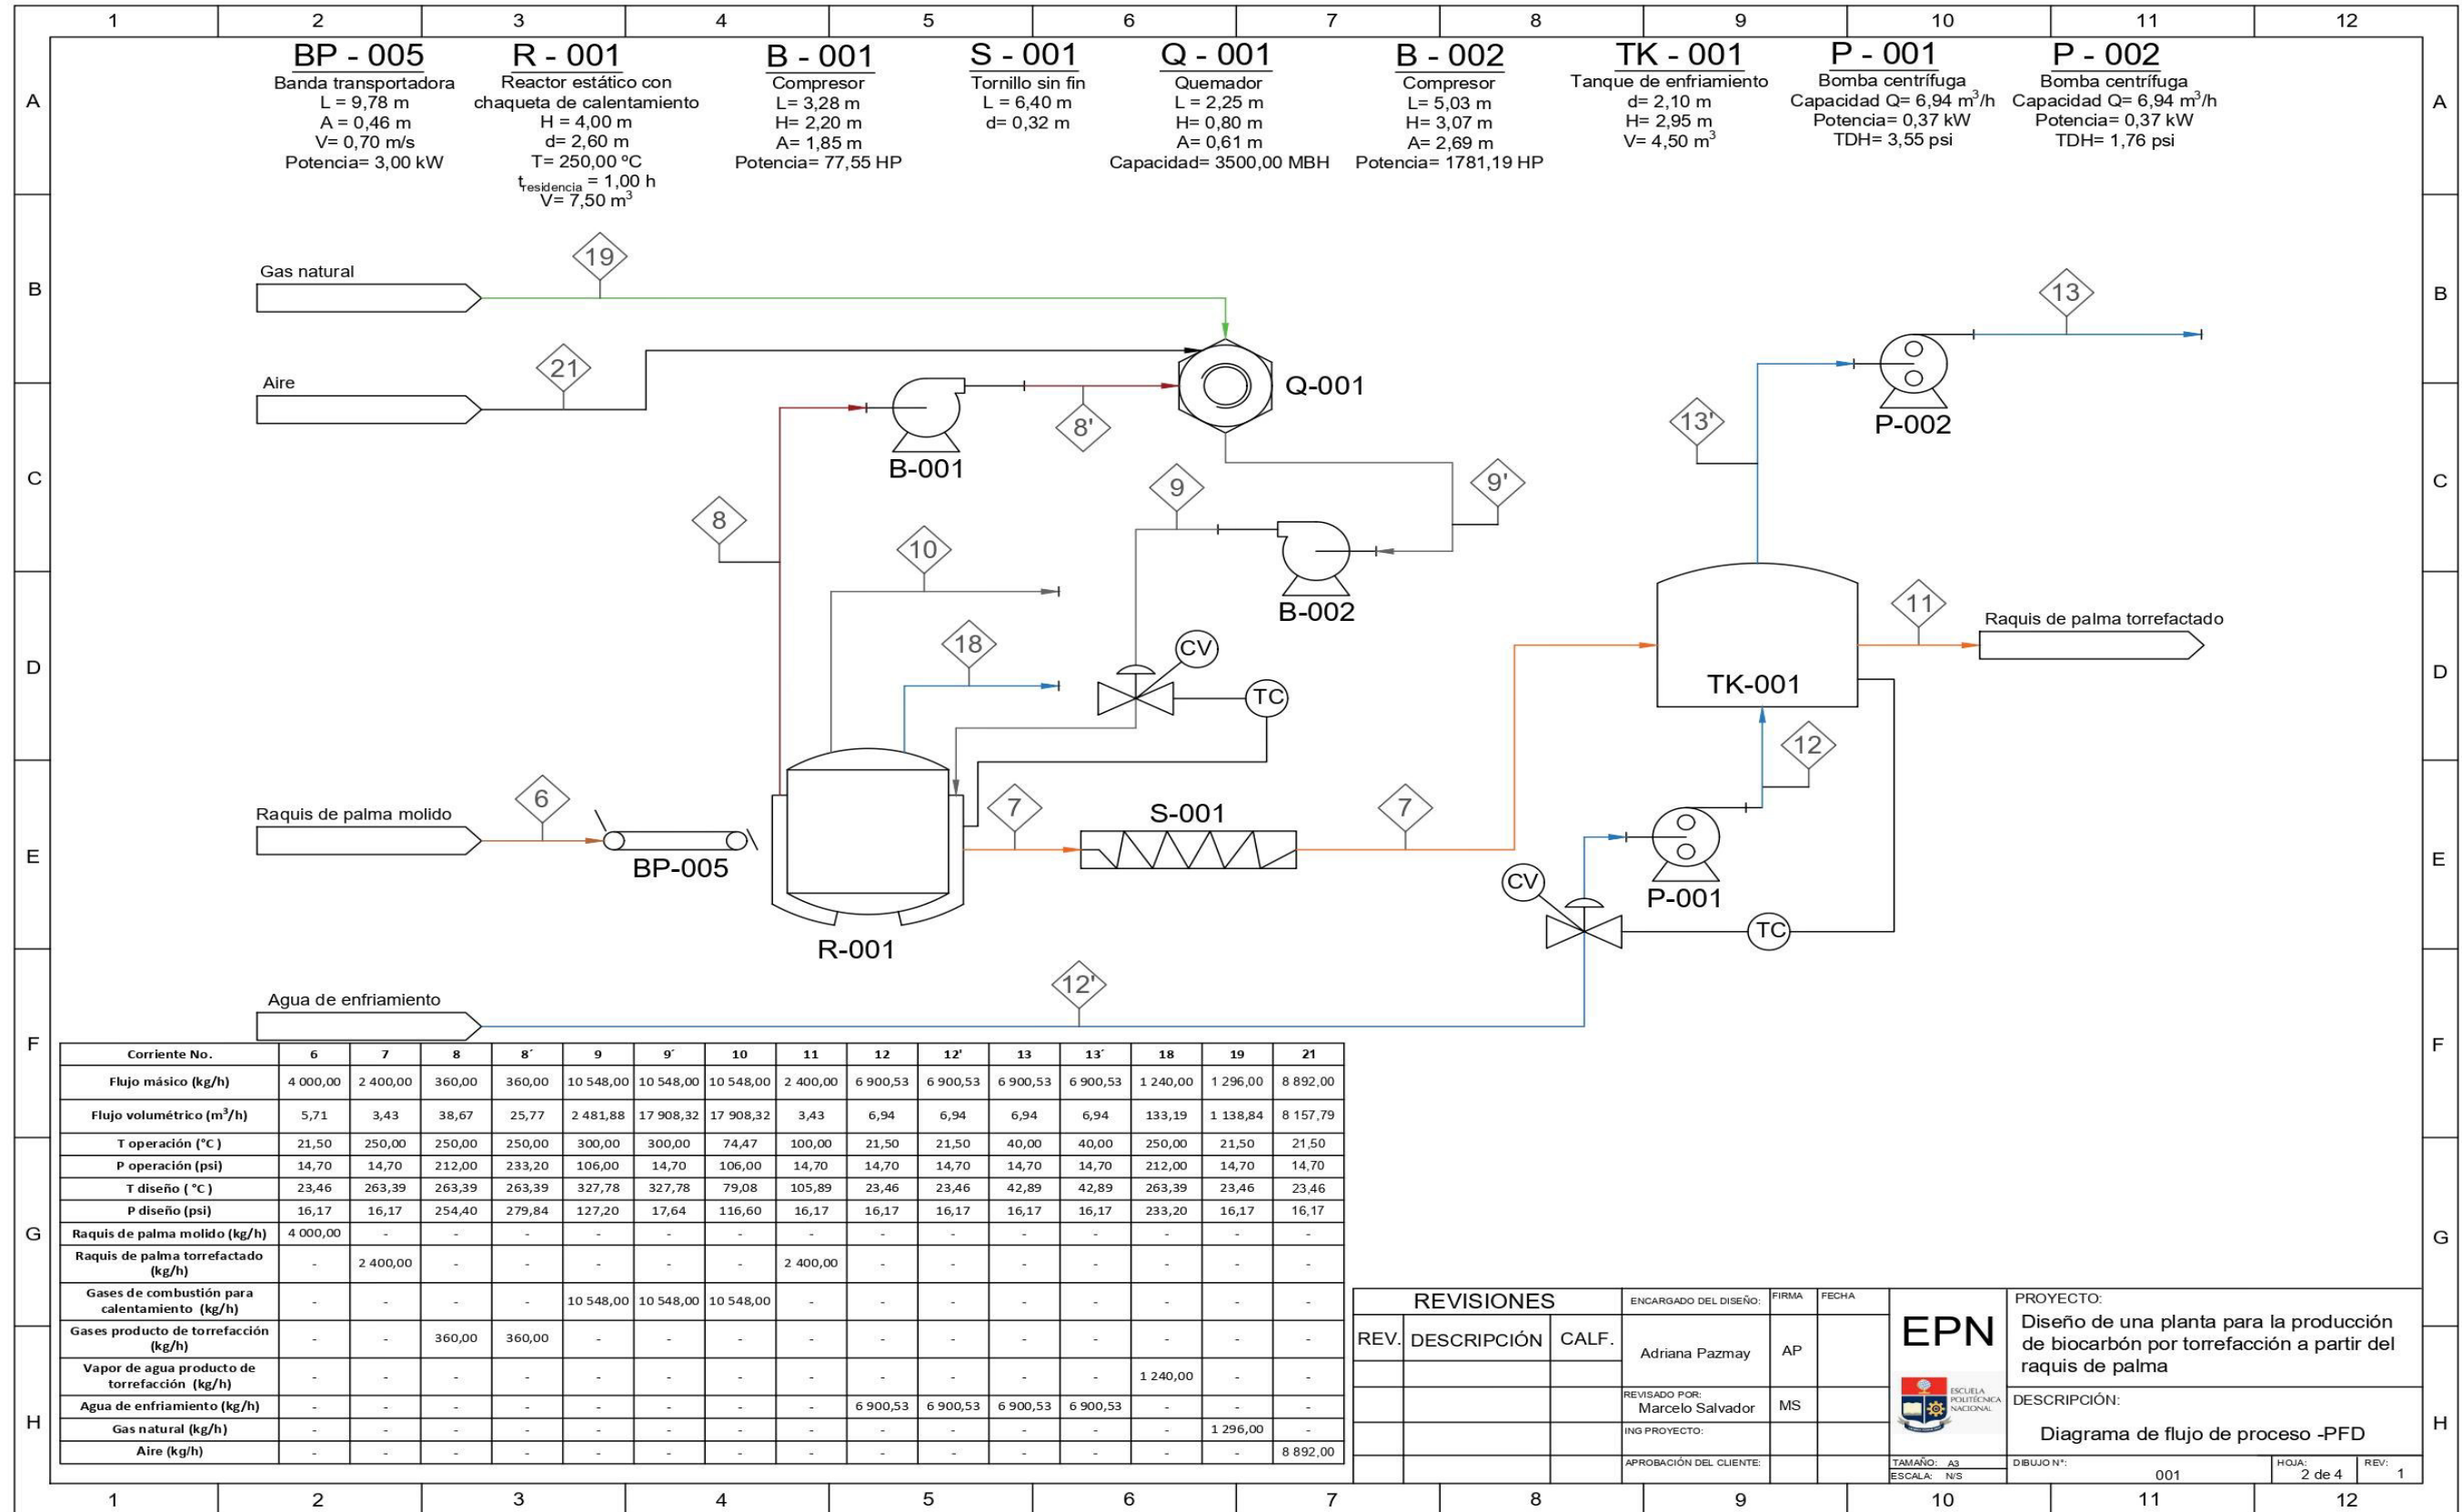 1 2 3 4 5 6 7 8 9 10 11 12
A
B
C
D
E
F
G
H
A
B
C
D
E
F
G
H
BP - 005
Banda transportadora
L = 9,78 m
A = 0,46 m
V= 0,70 m/s
Potencia= 3,00 kW
R - 001
Reactor estático con
chaqueta de calentamiento
H = 4,00 m
d= 2,60 m
T= 250,00 ºC
tresidencia = 1,00 h
V= 7,50 m³
B - 001
Compresor
L= 3,28 m
H= 2,20 m
A= 1,85 m
Potencia= 77,55 HP
S - 001
Tornillo sin fin
L = 6,40 m
d= 0,32 m
Q - 001
Quemador
L = 2,25 m
H= 0,80 m
A= 0,61 m
Capacidad= 3500,00 MBH
B - 002
Compresor
L= 5,03 m
H= 3,07 m
A= 2,69 m
Potencia= 1781,19 HP
TK - 001
Tanque de enfriamiento
d= 2,10 m
H= 2,95 m
V= 4,50 m³
P - 001
Bomba centrífuga
Capacidad Q= 6,94 m³/h
Potencia= 0,37 kW
TDH= 3,55 psi
P - 002
Bomba centrífuga
Capacidad Q= 6,94 m³/h
Potencia= 0,37 kW
TDH= 1,76 psi
Gas natural
19
Aire
21
B-001
8'
Q-001
8
9
9'
B-002
10
18
CV
TC
13'
P-002
13
11
Raquis de palma torrefactado
TK-001
12
Raquis de palma molido
6
BP-005
R-001
7
S-001
7
CV
P-001
TC
Agua de enfriamiento
12'
Corriente No. 6 7 8 8´ 9 9´ 10 11 12 12' 13 13´ 18 19 21
Flujo másico (kg/h) 4 000,00 2 400,00 360,00 360,00 10 548,00 10 548,00 10 548,00 2 400,00 6 900,53 6 900,53 6 900,53 6 900,53 1 240,00 1 296,00 8 892,00
Flujo volumétrico (m³/h) 5,71 3,43 38,67 25,77 2 481,88 17 908,32 17 908,32 3,43 6,94 6,94 6,94 6,94 133,19 1 138,84 8 157,79
T operación (°C ) 21,50 250,00 250,00 250,00 300,00 300,00 74,47 100,00 21,50 21,50 40,00 40,00 250,00 21,50 21,50
P operación (psi) 14,70 14,70 212,00 233,20 106,00 14,70 106,00 14,70 14,70 14,70 14,70 14,70 212,00 14,70 14,70
T diseño ( °C ) 23,46 263,39 263,39 263,39 327,78 327,78 79,08 105,89 23,46 23,46 42,89 42,89 263,39 23,46 23,46
P diseño (psi) 16,17 16,17 254,40 279,84 127,20 17,64 116,60 16,17 16,17 16,17 16,17 16,17 233,20 16,17 16,17
Raquis de palma molido (kg/h) 4 000,00 - - - - - - - - - - - - - -
Raquis de palma torrefactado
(kg/h) - 2 400,00 - - - - - 2 400,00 - - - - - - -
Gases de combustión para
calentamiento (kg/h) - - - - 10 548,00 10 548,00 10 548,00 - - - - - - - -
Gases producto de torrefacción
(kg/h) - - 360,00 360,00 - - - - - - - - - - -
Vapor de agua producto de
torrefacción (kg/h) - - - - - - - - - - - - 1 240,00 - -
Agua de enfriamiento (kg/h) - - - - - - - - 6 900,53 6 900,53 6 900,53 6 900,53 - - -
Gas natural (kg/h) - - - - - - - - - - - - - 1 296,00 -
Aire (kg/h) - - - - - - - - - - - - - - 8 892,00
REVISIONES
REV. DESCRIPCIÓN CALF.
ENCARGADO DEL DISEÑO: FIRMA FECHA
Adriana Pazmay AP
REVISADO POR:
Marcelo Salvador MS
ING PROYECTO:
APROBACIÓN DEL CLIENTE:
EPN
ESCUELA
POLITÉCNICA
NACIONAL
TAMAÑO: A3
ESCALA: N/S
PROYECTO:
Diseño de una planta para la producción
de biocarbón por torrefacción a partir del
raquis de palma
DESCRIPCIÓN:
Diagrama de flujo de proceso -PFD
DIBUJO N°:
001
HOJA:
2 de 4
REV:
1
1 2 3 4 5 6 7 8 9 10 11 12